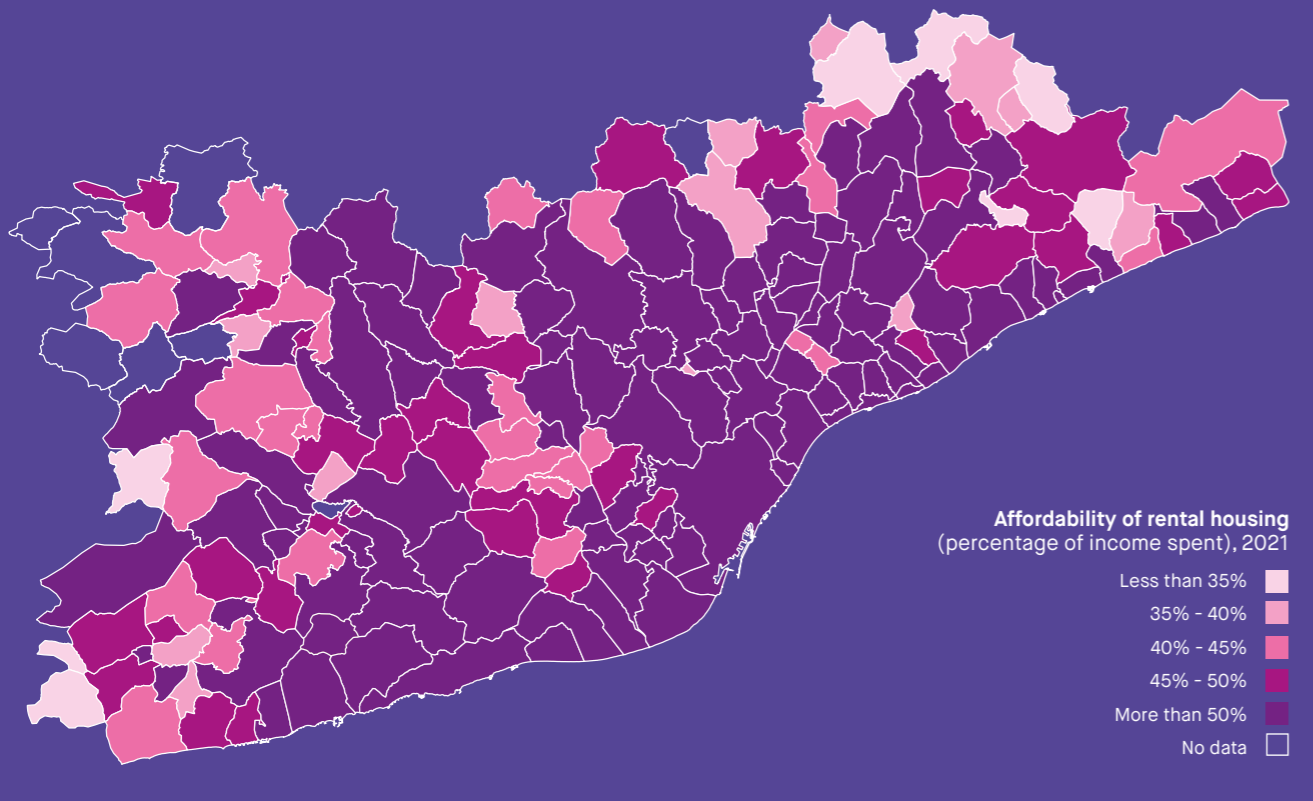 Affordability of rental housing
(percentage of income spent), 2021
Less than 35%
35% - 40%
40% - 45%
45% - 50%
More than 50%
No data